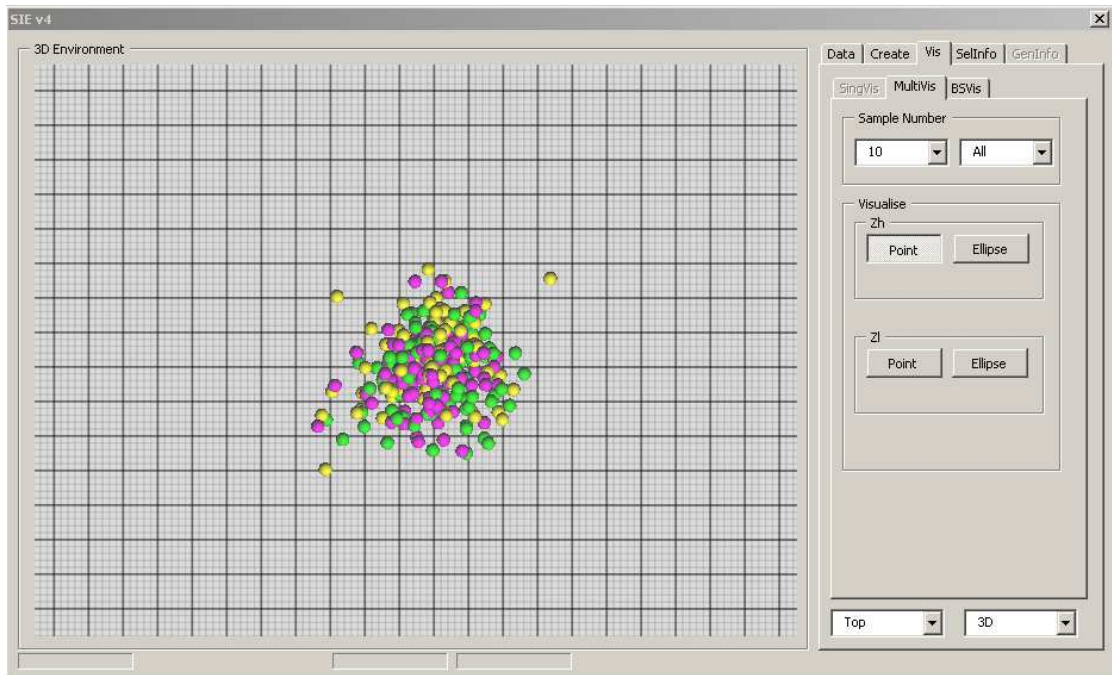 SIE v4
3D Environment
Data Create Vis SelInfo GenInfo
SingVis MultiVis BSVis
Sample Number
10 All
Visualise
Zh
Point Ellipse
Zl
Point Ellipse
Top 3D